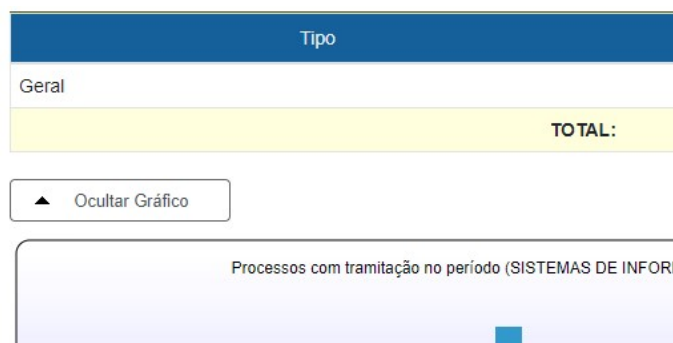 Tipo
Geral
TOTAL:
Ocultar Gráfico
Processos com tramitação no período (SISTEMAS DE